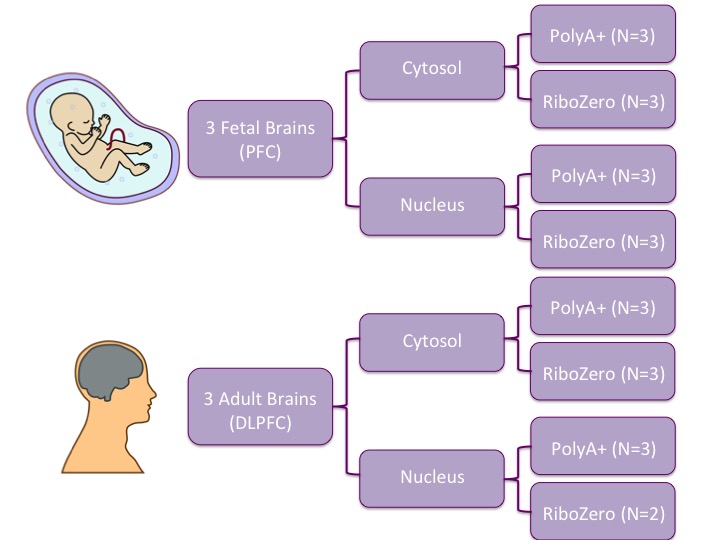 3 Fetal Brains
(PFC)
Cytosol
PolyA+ (N=3)
RiboZero (N=3)
Nucleus
PolyA+ (N=3)
RiboZero (N=3)
3 Adult Brains
(DLPFC)
Cytosol
PolyA+ (N=3)
RiboZero (N=3)
Nucleus
PolyA+ (N=3)
RiboZero (N=2)